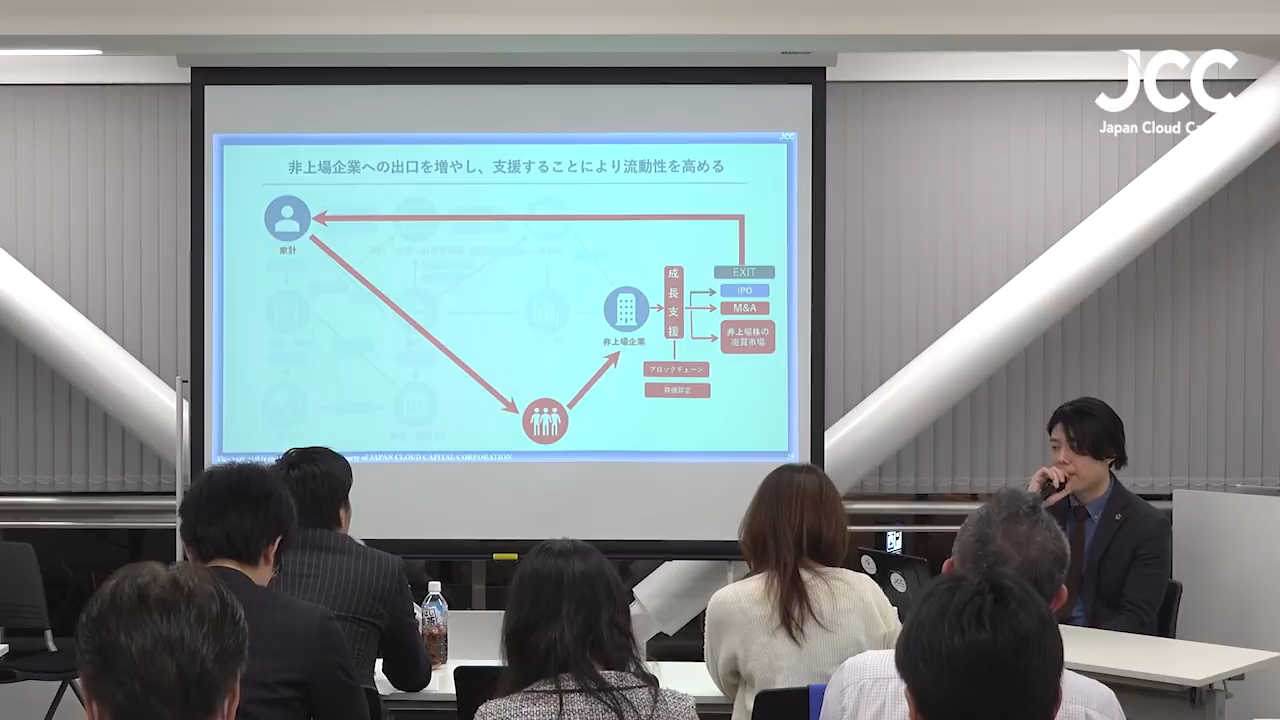 JCC
Japan Cloud Ca
JCC
非上場企業への出口を増やし、支援することにより流動性を高める
家計
非上場企業
成長支援
EXIT
IPO
M&A
非上場株の
売買市場
ブロックチェーン
株価算定
JAPAN CLOUD CAPITAL CORPORATION
29